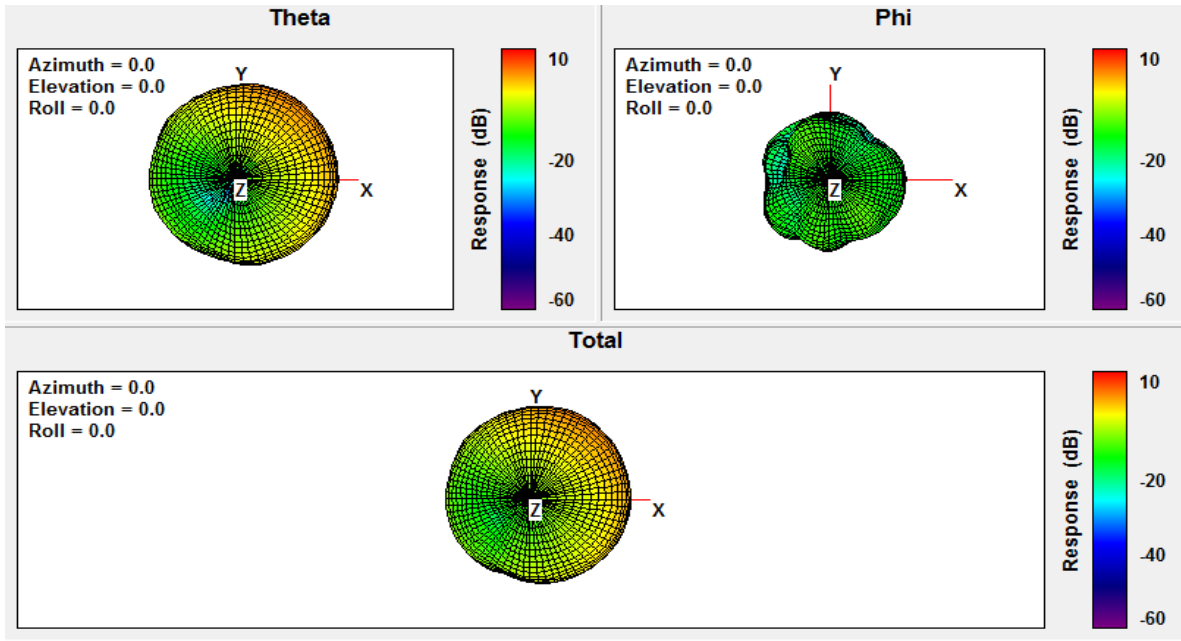 Theta
Azimuth = 0.0
Elevation = 0.0
Roll = 0.0
Y
Z
X
Response (dB)
10
-20
-40
-60
Phi
Azimuth = 0.0
Elevation = 0.0
Roll = 0.0
Y
Z
X
Response (dB)
10
-20
-40
-60
Total
Azimuth = 0.0
Elevation = 0.0
Roll = 0.0
Y
Z
X
Response (dB)
10
-20
-40
-60